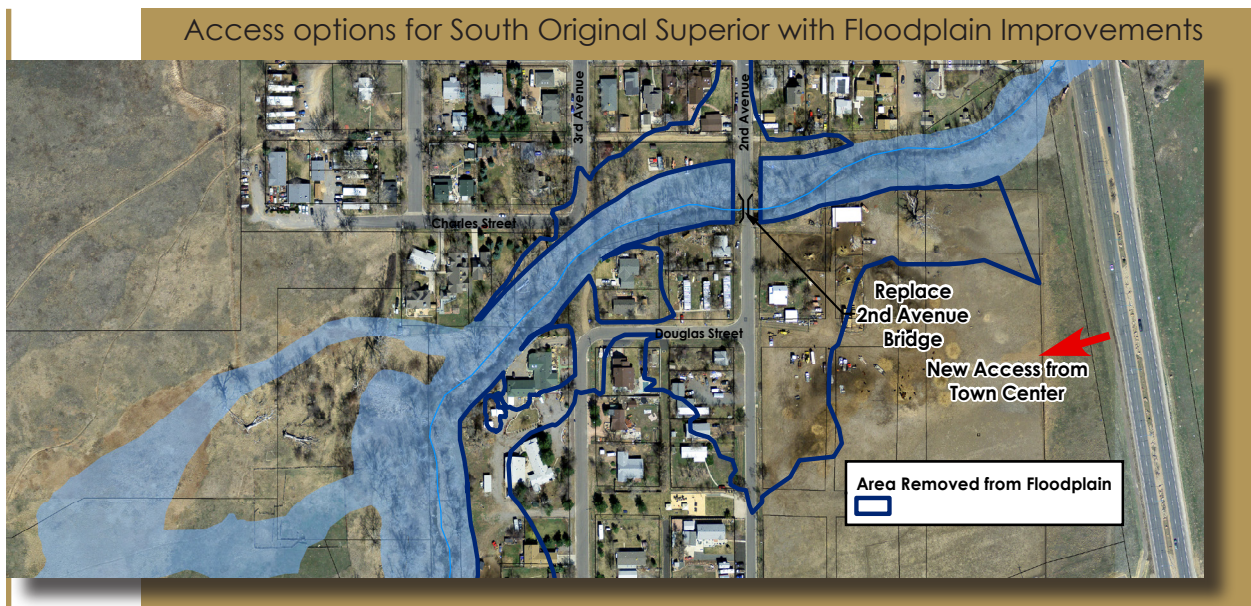 Access options for South Original Superior with Floodplain Improvements
3rd Avenue
2nd Avenue
Charles Street
Douglas Street
Replace
2nd Avenue
Bridge
New Access from
Town Center
Area Removed from Floodplain